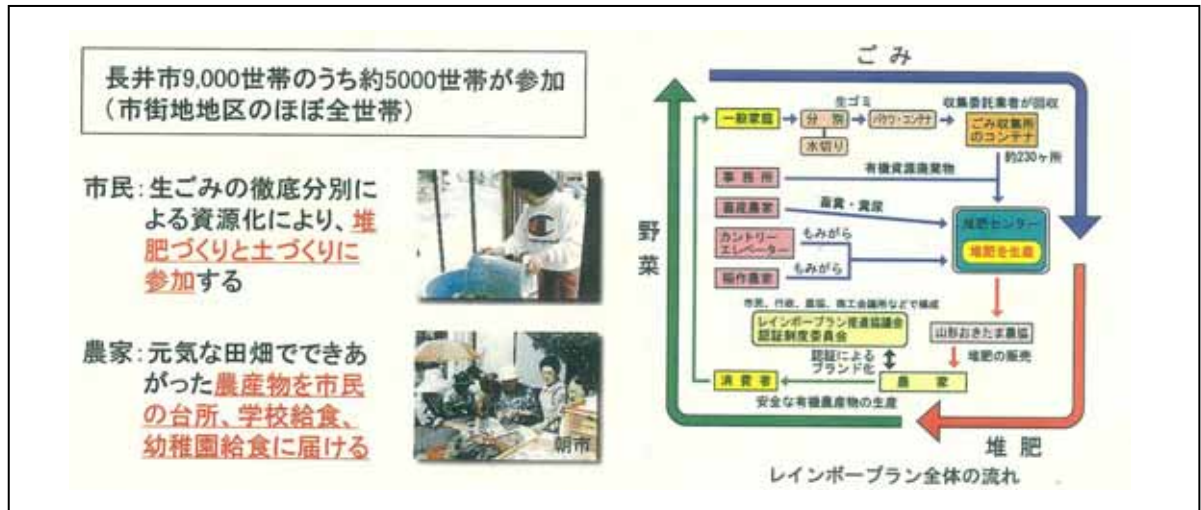 長井市9,000世帯のうち約5000世帯が参加
（市街地地区のほぼ全世帯）
市民：生ごみの徹底分別に
よる資源化により、堆
肥づくりと土づくりに
参加する
農家：元気な田畑でできあ
がった農産物を市民
の台所、学校給食、
幼稚園給食に届ける
朝市
ごみ
生ゴミ
収集委託業者が回収
一般家庭
分別
バケツ・コンテナ
ごみ収集所
のコンテナ
水切り
約230ヶ所
事務所
有機資源廃棄物
畜産農家
畜糞・糞尿
堆肥センター
堆肥を生産
カントリー
エレベーター
もみがら
稲作農家
もみがら
野菜
市民、行政、農協、商工会議所などで構成
レインボープラン推進協議会
認証制度委員会
山形おきたま農協
認証による
ブランド化
堆肥の販売
消費者
農家
安全な有機農産物の生産
堆肥
レインボープラン全体の流れ